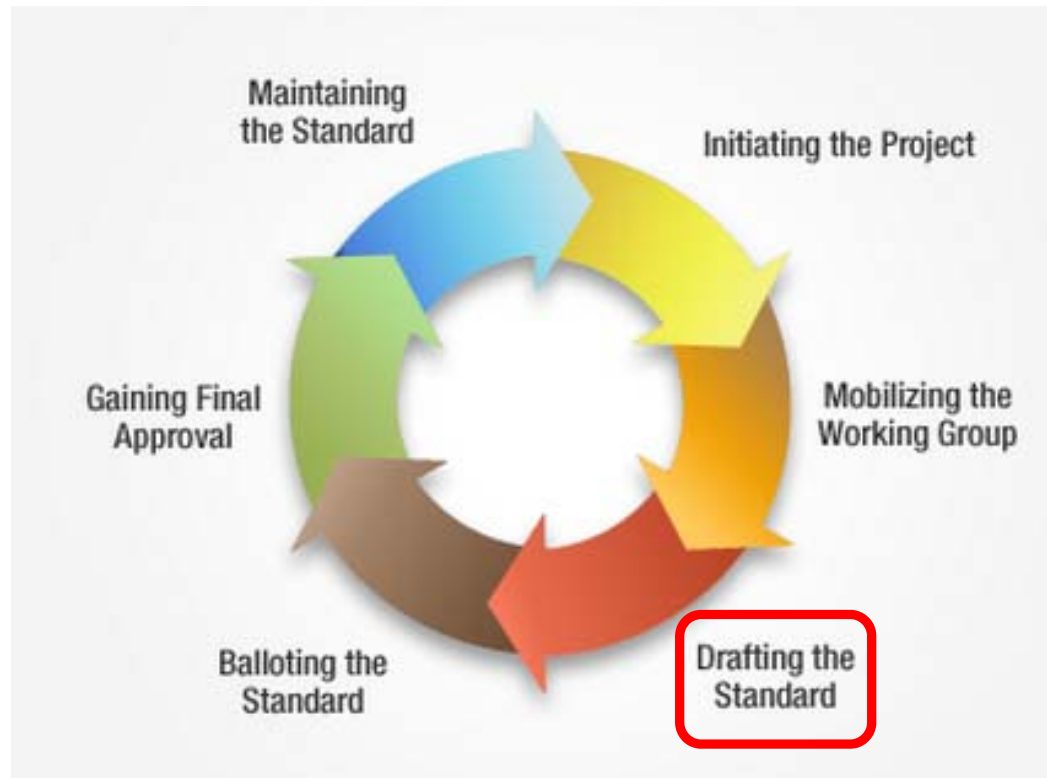 Maintaining
the Standard
Initiating the Project
Mobilizing the
Working Group
Drafting the
Standard
Balloting the
Standard
Gaining Final
Approval